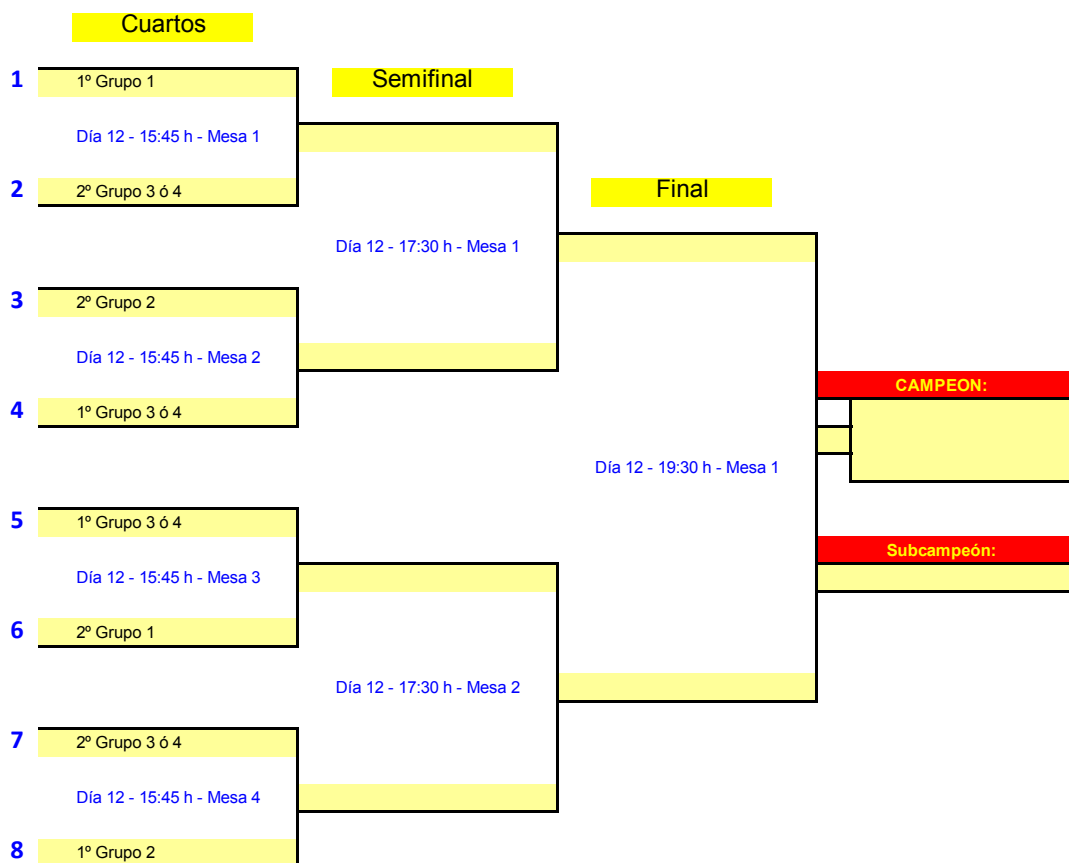 Cuartos
1 1º Grupo 1
Semifinal
Día 12 - 15:45 h - Mesa 1
2 2º Grupo 3 ó 4
Final
Día 12 - 17:30 h - Mesa 1
3 2º Grupo 2
Día 12 - 15:45 h - Mesa 2
CAMPEON:
4 1º Grupo 3 ó 4
Día 12 - 19:30 h - Mesa 1
5 1º Grupo 3 ó 4
Subcampeón:
Día 12 - 15:45 h - Mesa 3
6 2º Grupo 1
Día 12 - 17:30 h - Mesa 2
7 2º Grupo 3 ó 4
Día 12 - 15:45 h - Mesa 4
8 1º Grupo 2